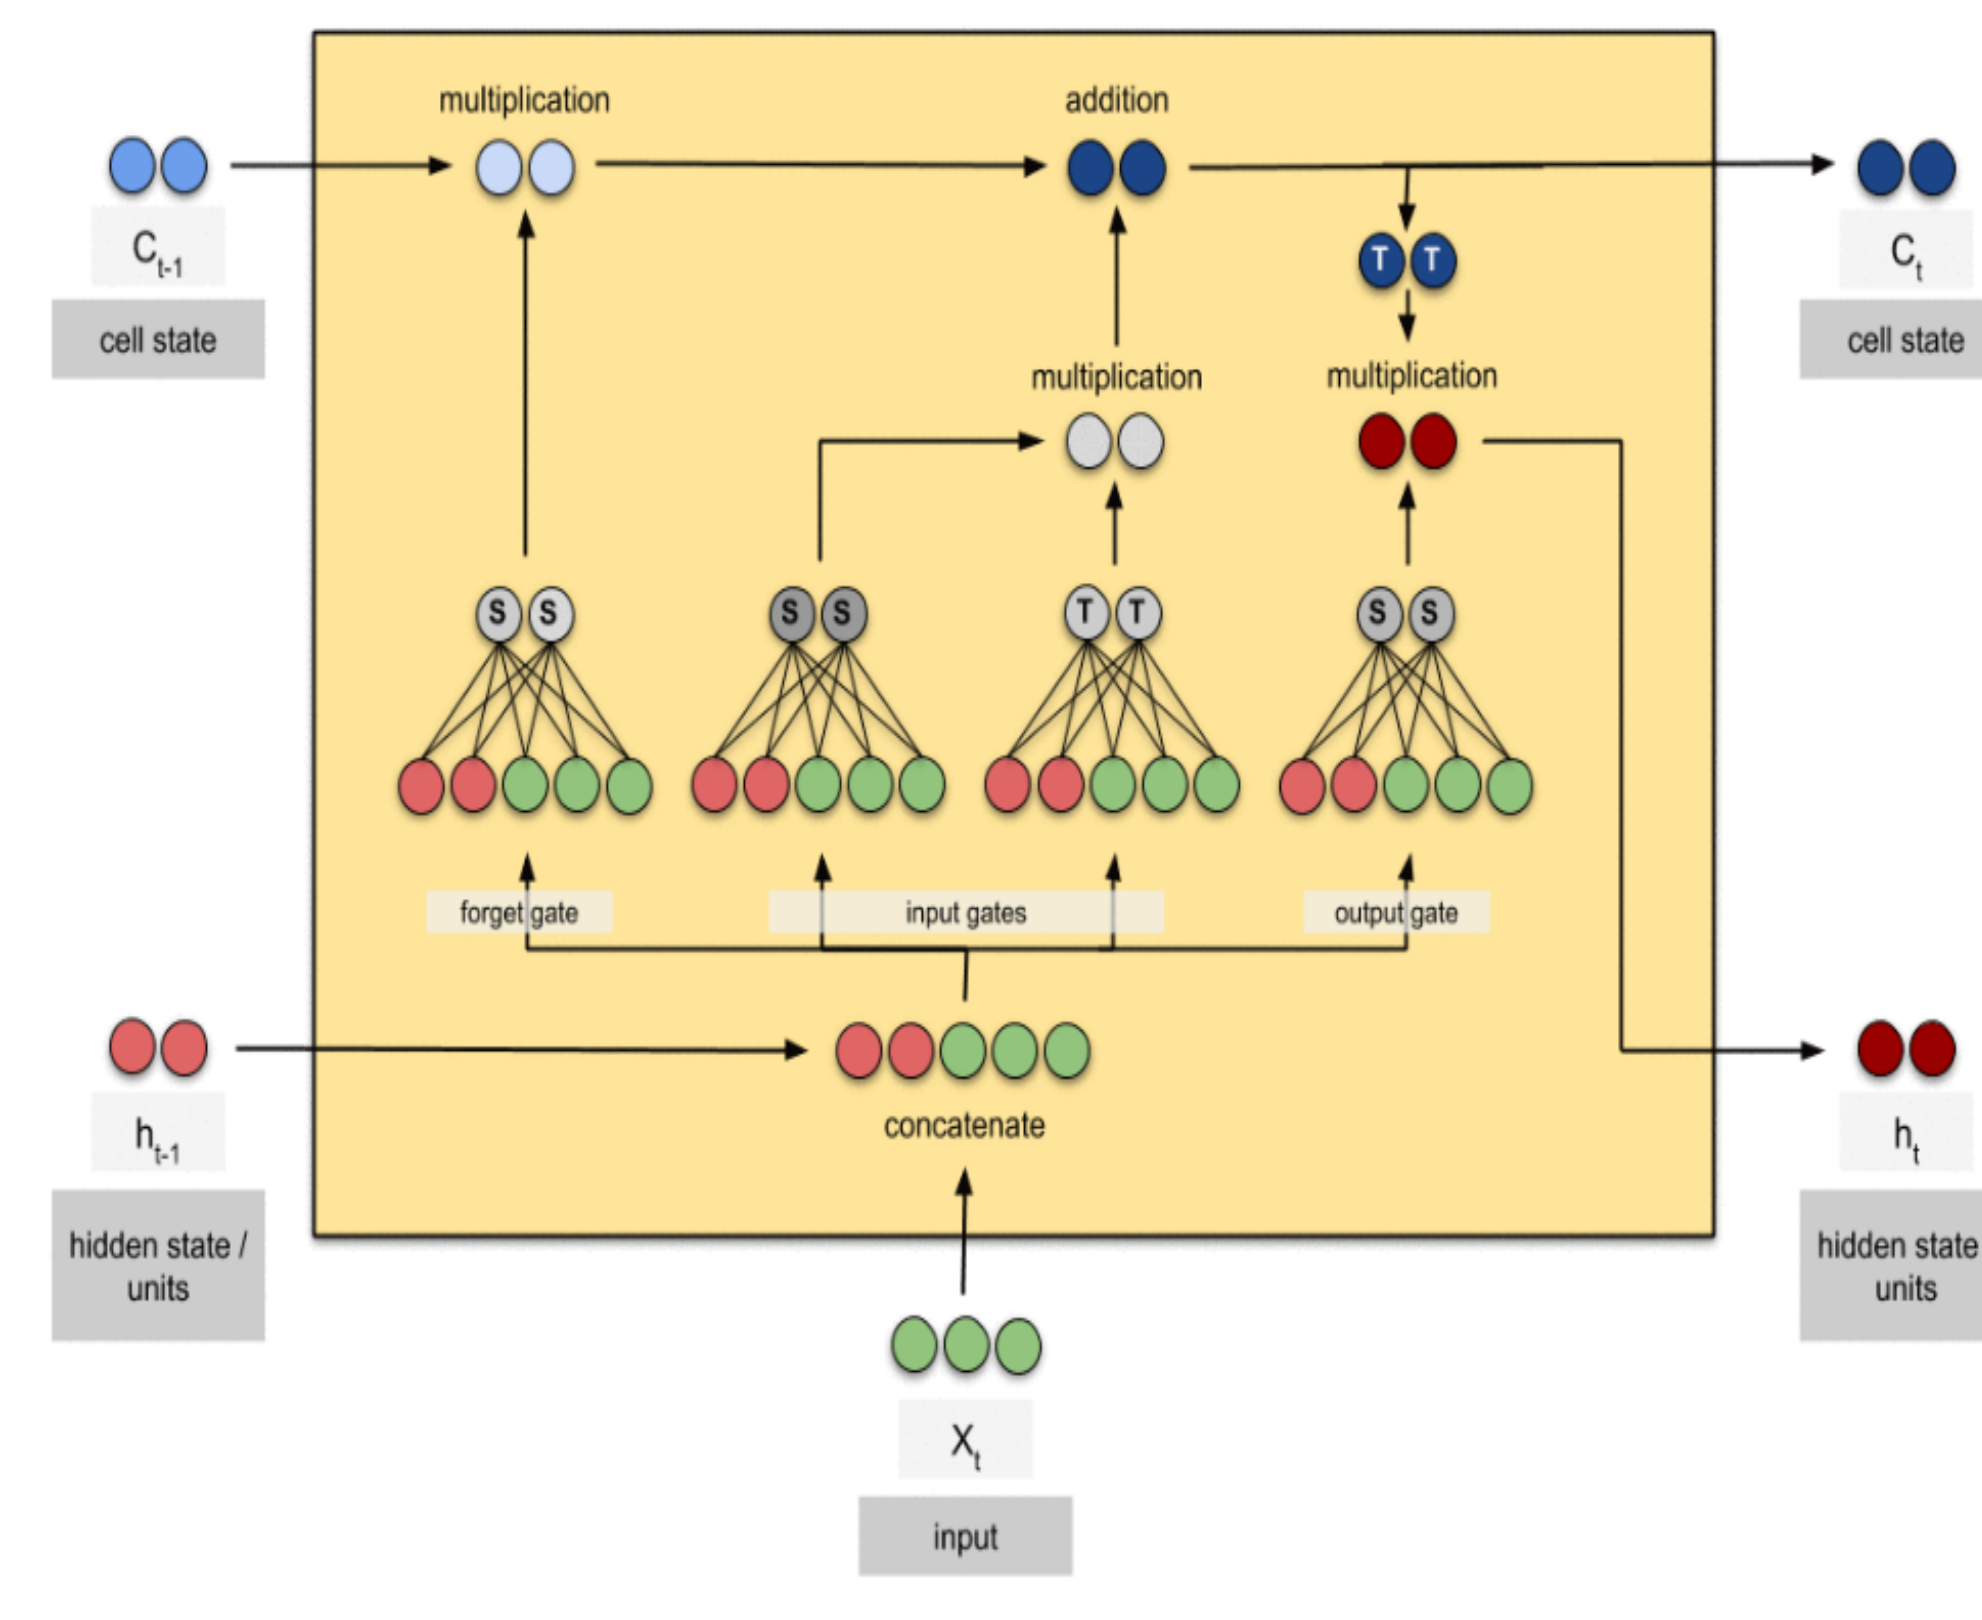 multiplication
addition
C t-1
cell state
T T
C t
cell state
multiplication
multiplication
S S
S S
T T
S S
forget gate
input gates
output gate
concatenate
h t-1
hidden state /
units
h t
hidden state
units
X t
input